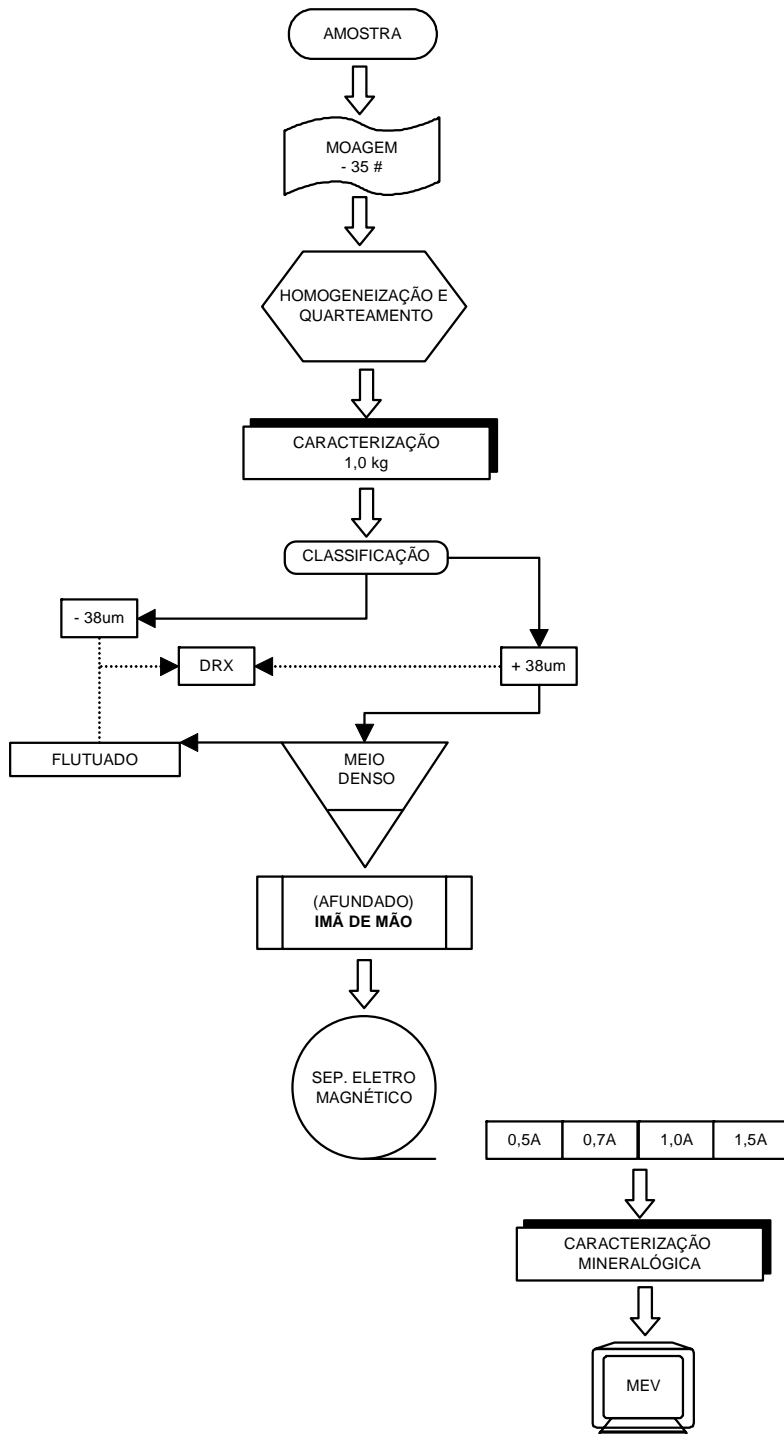 AMOSTRA
MOAGEM
- 35 #
HOMOGENEIZAÇÃO E
QUARTEAMENTO
CARACTERIZAÇÃO
1,0 kg
CLASSIFICAÇÃO
- 38um
DRX
+ 38um
FLUTUADO
MEIO
DENSO
(AFUNDADO)
IMÃ DE MÃO
SEP. ELETRO
MAGNÉTICO
0,5A 0,7A 1,0A 1,5A
CARACTERIZAÇÃO
MINERALÓGICA
MEV